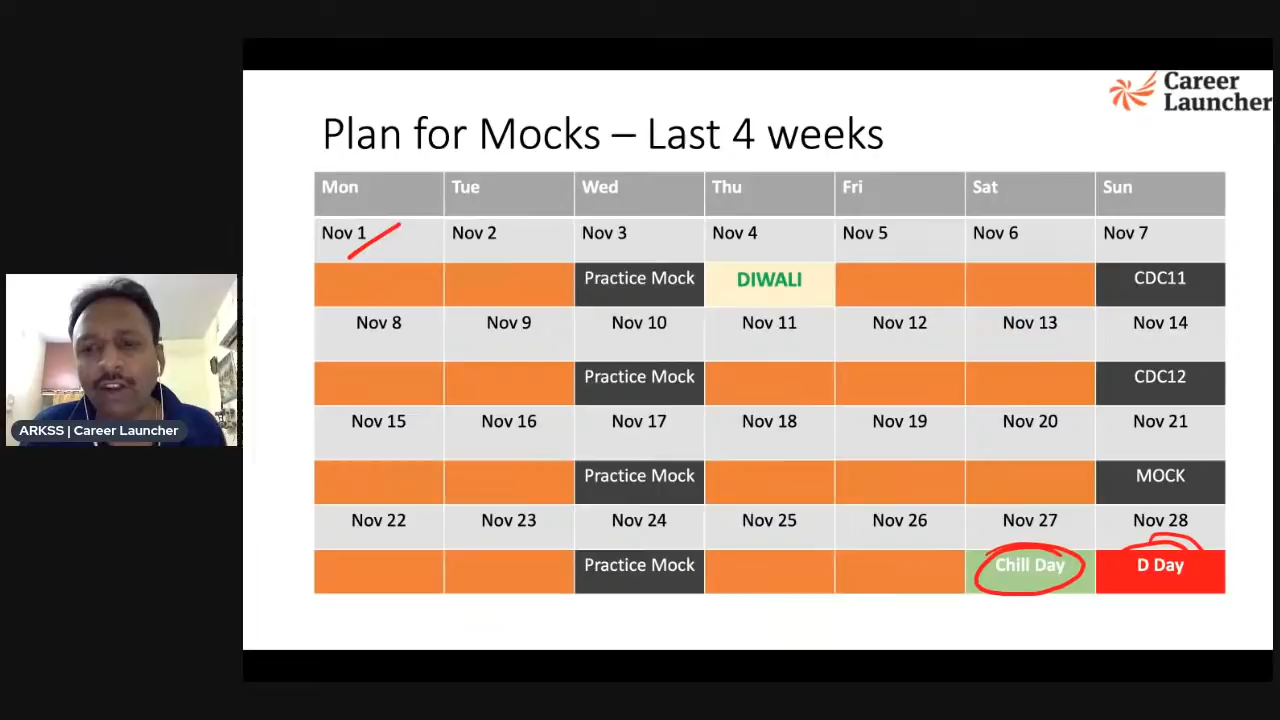 Career
Launcher
Plan for Mocks – Last 4 weeks
Mon Tue Wed Thu Fri Sat Sun
Nov 1 Nov 2 Nov 3 Nov 4 Nov 5 Nov 6 Nov 7
Practice Mock DIWALI CDC11
Nov 8 Nov 9 Nov 10 Nov 11 Nov 12 Nov 13 Nov 14
Practice Mock CDC12
Nov 15 Nov 16 Nov 17 Nov 18 Nov 19 Nov 20 Nov 21
Practice Mock MOCK
Nov 22 Nov 23 Nov 24 Nov 25 Nov 26 Nov 27 Nov 28
Practice Mock Chill Day D Day
ARKSS | Career Launcher